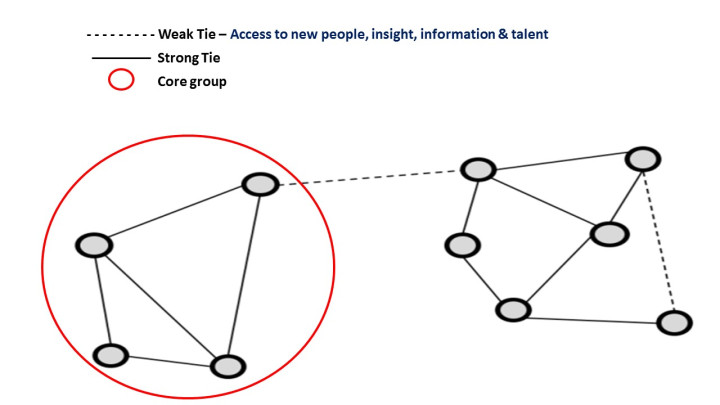 Weak Tie – Access to new people, insight, information & talent
Strong Tie
Core group